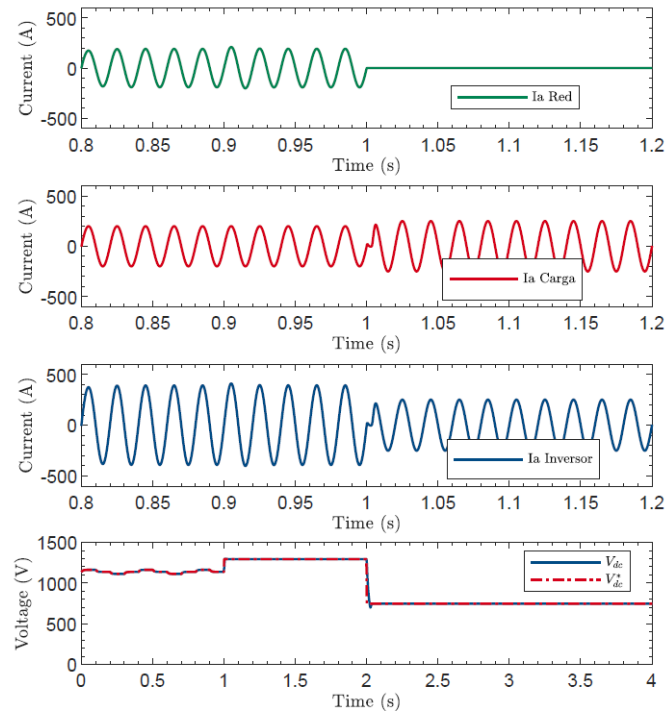 500
0
-500
Current (A)
Ia Red
0.8 0.85 0.9 0.95 1 1.05 1.1 1.15 1.2
Time (s)
500
0
-500
Current (A)
Ia Carga
0.8 0.85 0.9 0.95 1 1.05 1.1 1.15 1.2
Time (s)
500
0
-500
Current (A)
Ia Inversor
0.8 0.85 0.9 0.95 1 1.05 1.1 1.15 1.2
Time (s)
1500
1000
500
0
Voltage (V)
V_dc
V*_dc
0 0.5 1 1.5 2 2.5 3 3.5 4
Time (s)